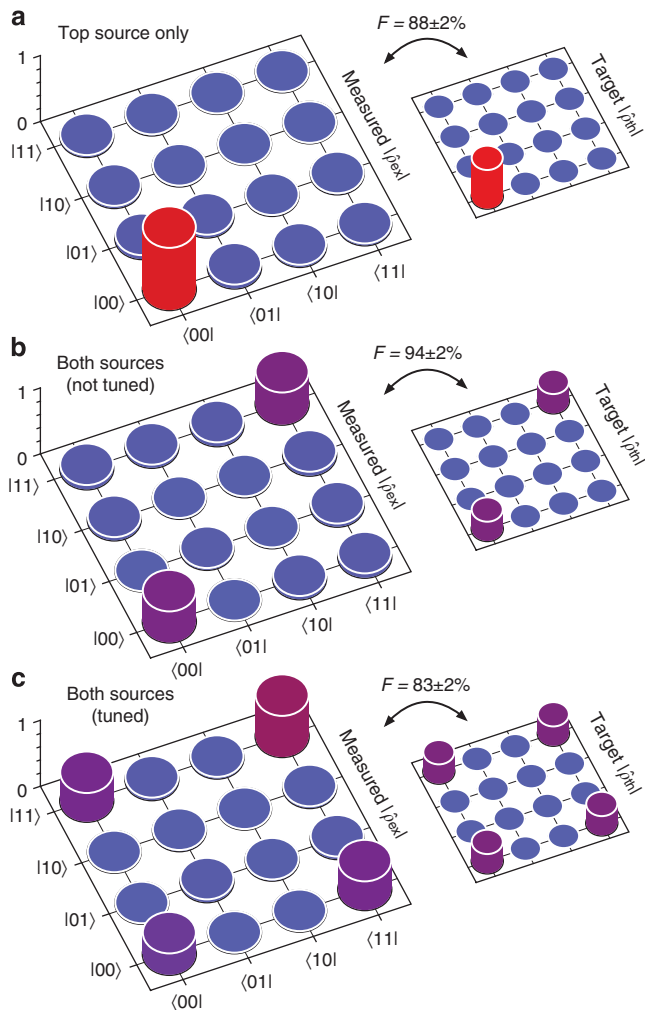 a
Top source only
F = 88±2%
1
0
|11⟩
|10⟩
|01⟩
|00⟩
⟨00|
⟨01|
⟨10|
⟨11|
Measured |ρ̂ex|
Target |ρ̂th|
b
Both sources
(not tuned)
F = 94±2%
1
0
|11⟩
|10⟩
|01⟩
|00⟩
⟨00|
⟨01|
⟨10|
⟨11|
Measured |ρ̂ex|
Target |ρ̂th|
c
Both sources
(tuned)
F = 83±2%
1
0
|11⟩
|10⟩
|01⟩
|00⟩
⟨00|
⟨01|
⟨10|
⟨11|
Measured |ρ̂ex|
Target |ρ̂th|